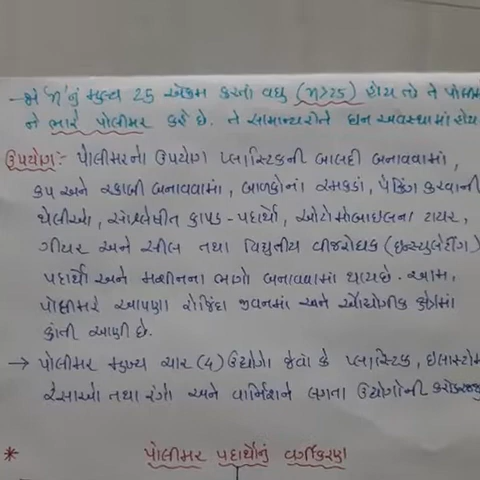 → જો 'n' નું મુલ્ય 25 એકમ કરતાં વધુ (n>25) હોય તો તે
ને ભારે પોલીમર કહે છે. તે સામાન્યરીતે ઘન અવસ્થામાં હોય
ઉપયોગ:- પોલીમરનો ઉપયોગ પ્લાસ્ટિકની બાલદી બનાવવામાં,
કપ અને રકાબી બનાવવામાં, બાળકોનાં રમકડાં, પેકિંગ કરવાની
થેલીઓ, સંશ્લેષીત કાપડ-પદાર્થો, ઓટોમોબાઈલના ટાયર,
ગીયર અને સીલ તથા વિદ્યુતીય વીજરોધક (ઇન્સ્યુલેટીંગ)
પદાર્થો અને મશીનના ભાગો બનાવવામાં થાય છે. આમ,
પોલીમરે આપણા રોજિંદા જીવનમાં અને ઔદ્યોગીક ક્ષેત્રમાં
ક્રાંતી આણી છે.
→ પોલીમર મુખ્ય ચાર (4) ઉદ્યોગો જેવાં કે પ્લાસ્ટિક,
રેસાઓ તથા રંગો અને વાર્નિશને લગતા ઉદ્યોગોની
* પોલીમર પદાર્થોનું વર્ગીકરણ